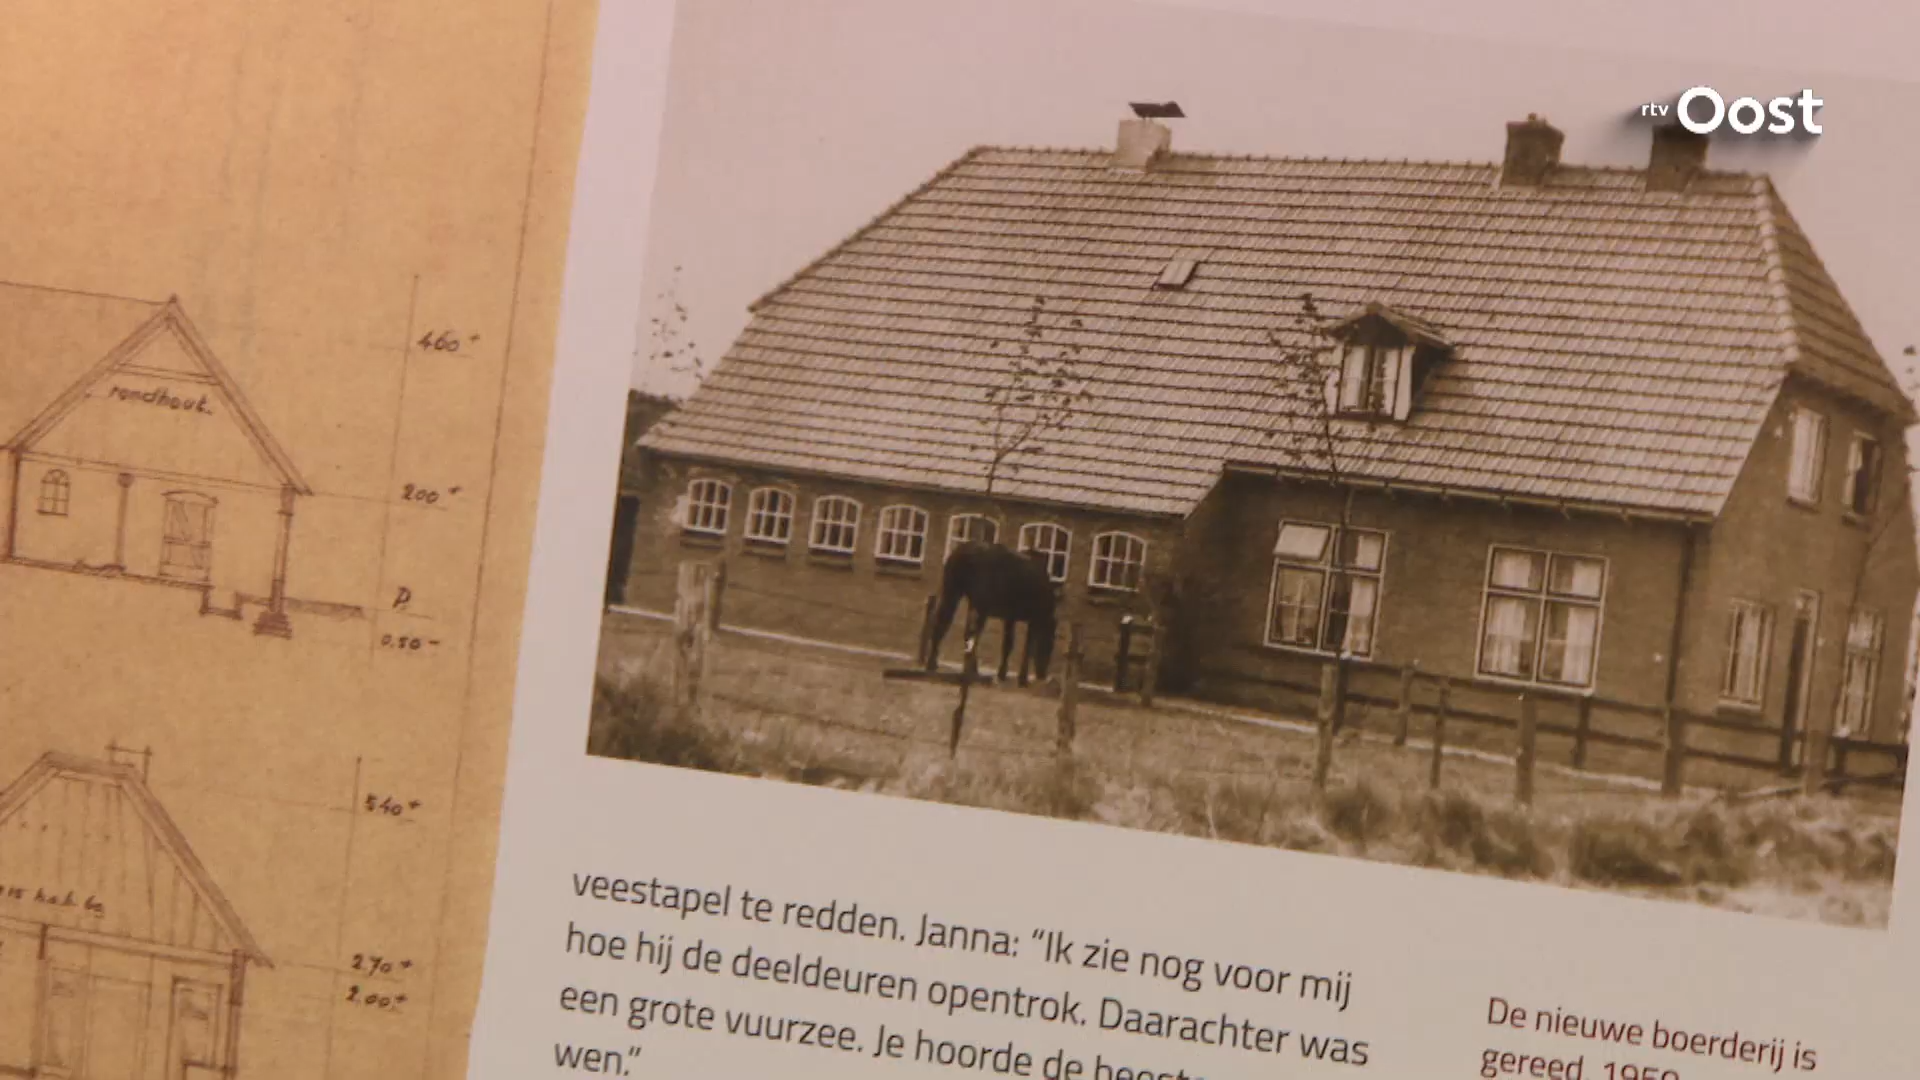 rtv Oost
460+
rondhout.
200+
P.
0.50-
540+
270+
2.00+
veestapel te redden. Janna: “Ik zie nog voor mij
hoe hij de deeldeuren opentrok. Daarachter was
een grote vuurzee. Je hoorde de
wen.”
De nieuwe boerderij is
gereed. 1950